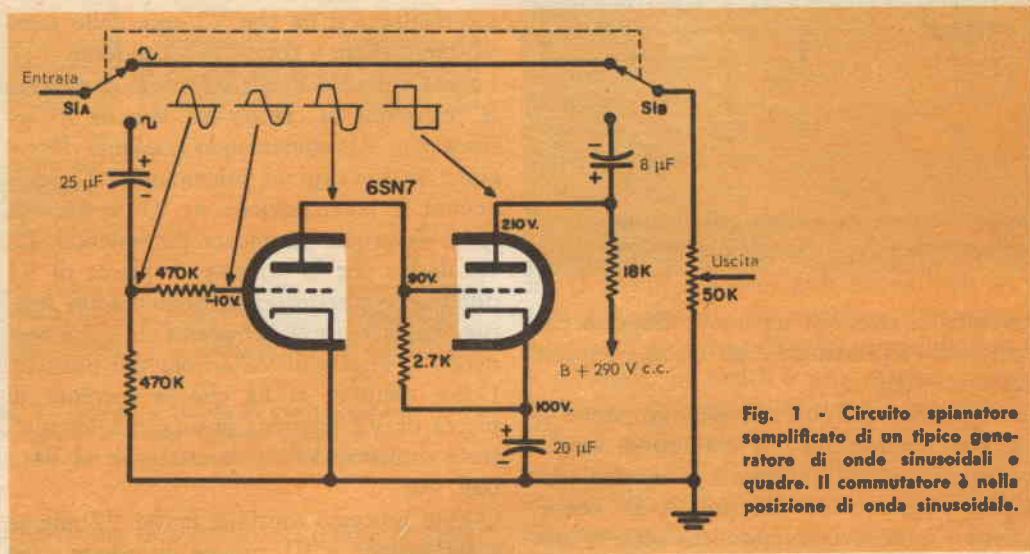 Entrata
S1A
S1B
25 µF
+
-
6SN7
-
8 µF
+
210V.
470K
-10V.
90V.
18K
Uscita
50K
2.7K
B + 290 V c.c.
470K
100V.
+
20 µF
-
Fig. 1 - Circuito spianatore
semplificato di un tipico gene-
ratore di onde sinusoidali e
quadre. Il commutatore è nella
posizione di onda sinusoidale.